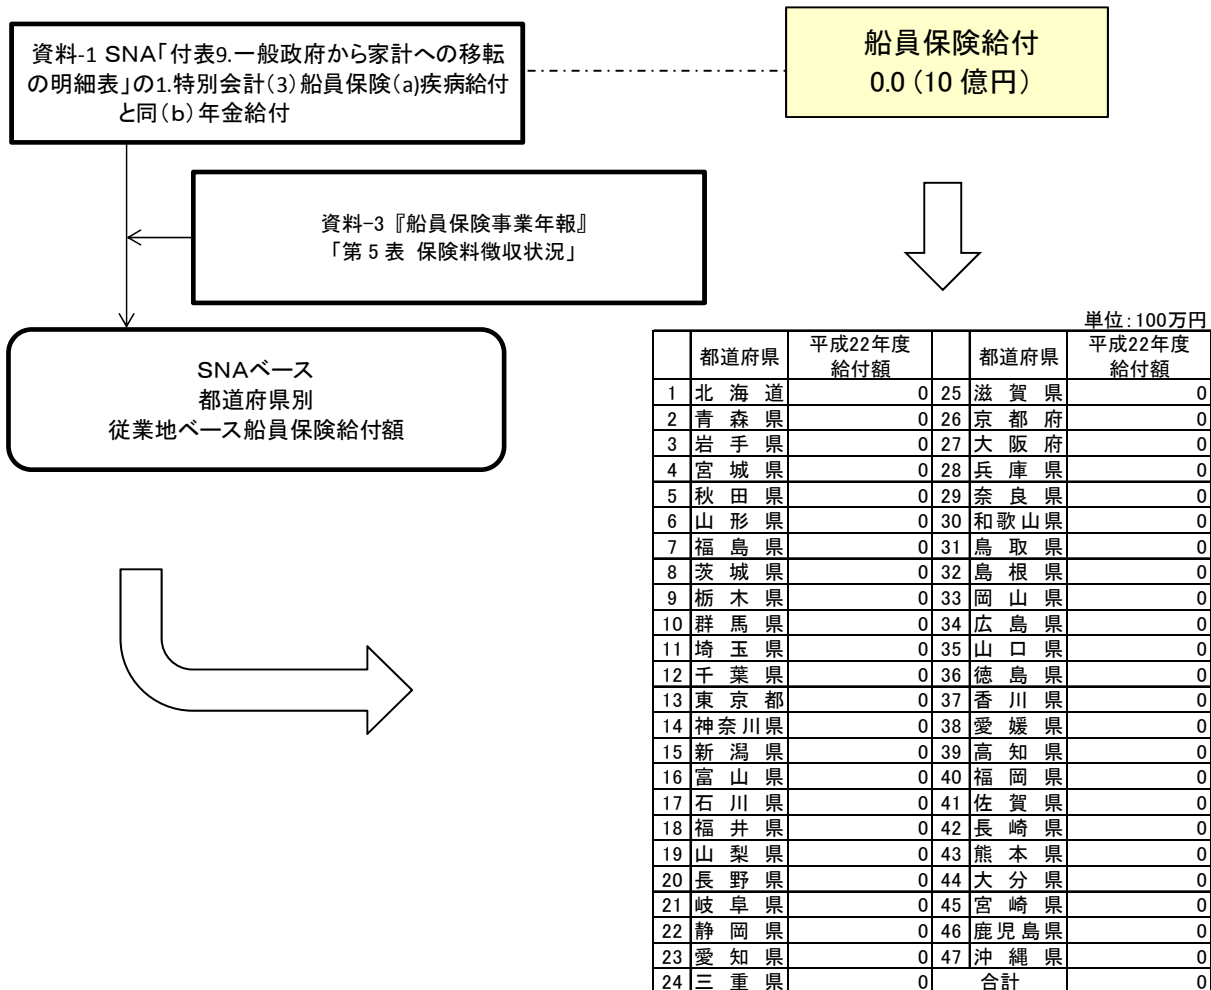 資料-1 SNA「付表9.一般政府から家計への移転
の明細表」の1.特別会計(3)船員保険(a)疾病給付
と同(b)年金給付
船員保険給付
0.0(10億円)
資料-3『船員保険事業年報』
「第5表 保険料徴収状況」
SNAベース
都道府県別
従業地ベース船員保険給付額
単位:100万円
都道府県 平成22年度給付額 都道府県 平成22年度給付額
1 北海道 0 25 滋賀県 0
2 青森県 0 26 京都府 0
3 岩手県 0 27 大阪府 0
4 宮城県 0 28 兵庫県 0
5 秋田県 0 29 奈良県 0
6 山形県 0 30 和歌山県 0
7 福島県 0 31 鳥取県 0
8 茨城県 0 32 島根県 0
9 栃木県 0 33 岡山県 0
10 群馬県 0 34 広島県 0
11 埼玉県 0 35 山口県 0
12 千葉県 0 36 徳島県 0
13 東京都 0 37 香川県 0
14 神奈川県 0 38 愛媛県 0
15 新潟県 0 39 高知県 0
16 富山県 0 40 福岡県 0
17 石川県 0 41 佐賀県 0
18 福井県 0 42 長崎県 0
19 山梨県 0 43 熊本県 0
20 長野県 0 44 大分県 0
21 岐阜県 0 45 宮崎県 0
22 静岡県 0 46 鹿児島県 0
23 愛知県 0 47 沖縄県 0
24 三重県 0 合計 0